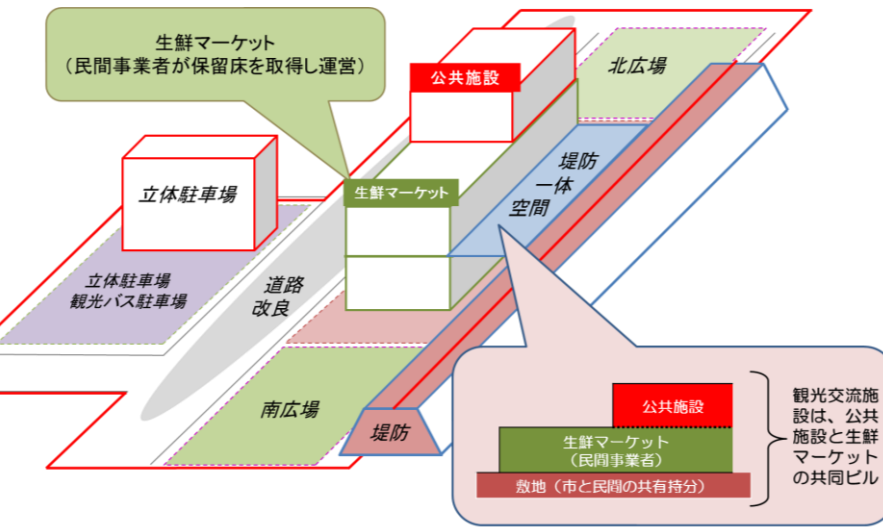 生鮮マーケット
（民間事業者が保留床を取得し運営）
公共施設
北広場
堤防
一体
空間
立体駐車場
生鮮マーケット
立体駐車場
観光バス駐車場
道路
改良
南広場
堤防
公共施設
生鮮マーケット
（民間事業者）
敷地（市と民間の共有持分）
観光交流施
設は、公共
施設と生鮮
マーケット
の共同ビル